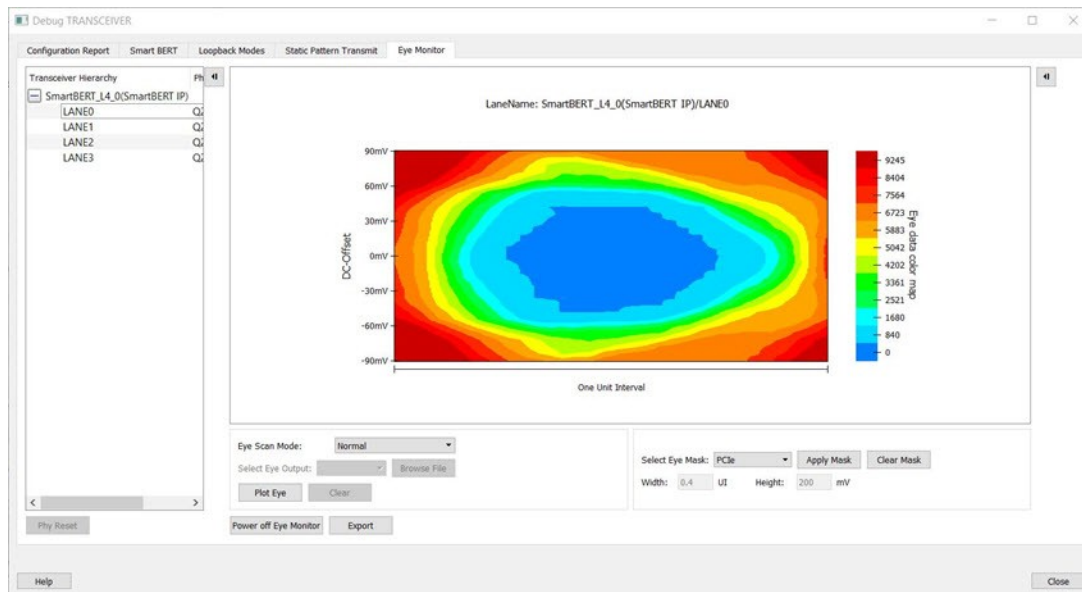 Debug TRANSCEIVER
Configuration Report Smart BERT Loopback Modes Static Pattern Transmit Eye Monitor
Transceiver Hierarchy Ph
SmartBERT_L4_0(SmartBERT IP)
LANE0
LANE1
LANE2
LANE3
LaneName: SmartBERT_L4_0(SmartBERT IP)/LANE0
90mV
60mV
30mV
0mV
-30mV
-60mV
-90mV
DC-Offset
One Unit Interval
9245
8404
7564
6723
5883
5042
4202
3361
2521
1680
840
0
Eye data color map
Eye Scan Mode: Normal
Select Eye Output: Browse File
Plot Eye Clear
Select Eye Mask: PCIe Apply Mask Clear Mask
Width: 0.4 UI Height: 200 mV
Phy Reset Power off Eye Monitor Export
Help Close